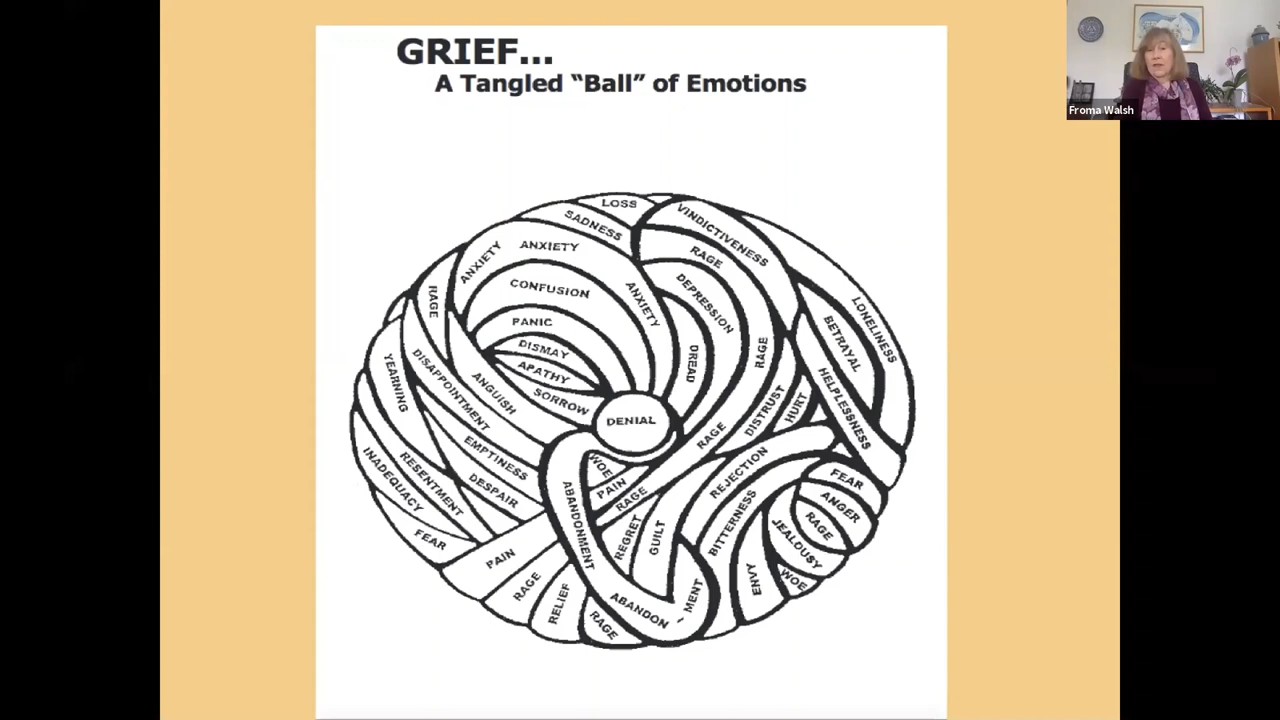 GRIEF...
A Tangled “Ball” of Emotions
Froma Walsh
LOSS
SADNESS
VINDICTIVENESS
ANXIETY
ANXIETY
RAGE
CONFUSION
ANXIETY
DEPRESSION
LONELINESS
RAGE
PANIC
BETRAYAL
DISMAY
RAGE
DREAD
APATHY
YEARNING
DISAPPOINTMENT
ANGUISH
SORROW
DENIAL
DISTRUST
HURT
HELPLESSNESS
RAGE
EMPTINESS
WOE
PAIN
RAGE
REJECTION
FEAR
INADEQUACY
RESENTMENT
DESPAIR
ABANDONMENT
ANGER
BITTERNESS
RAGE
JEALOUSY
FEAR
REGRET
GUILT
PAIN
RAGE
RELIEF
RAGE
ABANDON-
MENT
ENVY
WOE